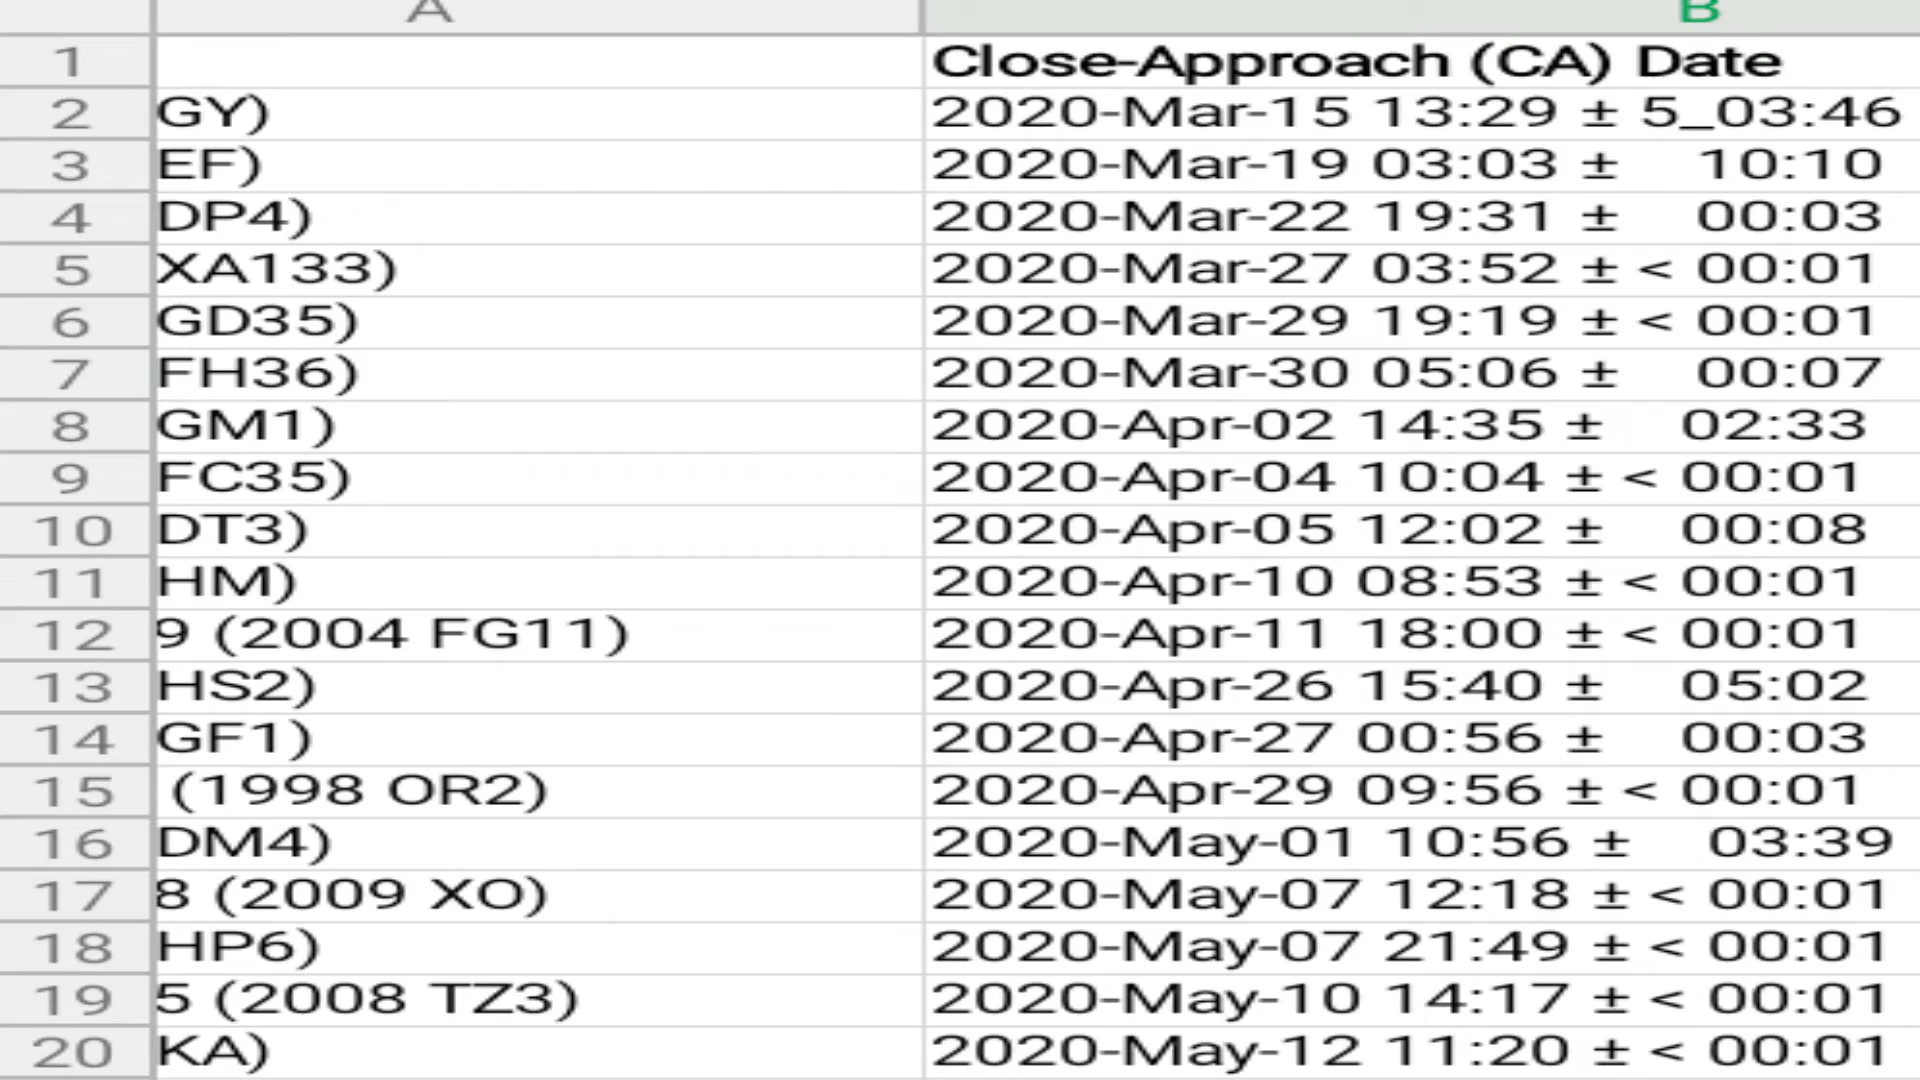 A B
1 Close-Approach (CA) Date
2 GY) 2020-Mar-15 13:29 ± 5_03:46
3 EF) 2020-Mar-19 03:03 ± 10:10
4 DP4) 2020-Mar-22 19:31 ± 00:03
5 XA133) 2020-Mar-27 03:52 ± < 00:01
6 GD35) 2020-Mar-29 19:19 ± < 00:01
7 FH36) 2020-Mar-30 05:06 ± 00:07
8 GM1) 2020-Apr-02 14:35 ± 02:33
9 FC35) 2020-Apr-04 10:04 ± < 00:01
10 DT3) 2020-Apr-05 12:02 ± 00:08
11 HM) 2020-Apr-10 08:53 ± < 00:01
12 9 (2004 FG11) 2020-Apr-11 18:00 ± < 00:01
13 HS2) 2020-Apr-26 15:40 ± 05:02
14 GF1) 2020-Apr-27 00:56 ± 00:03
15 (1998 OR2) 2020-Apr-29 09:56 ± < 00:01
16 DM4) 2020-May-01 10:56 ± 03:39
17 8 (2009 XO) 2020-May-07 12:18 ± < 00:01
18 HP6) 2020-May-07 21:49 ± < 00:01
19 5 (2008 TZ3) 2020-May-10 14:17 ± < 00:01
20 KA) 2020-May-12 11:20 ± < 00:01